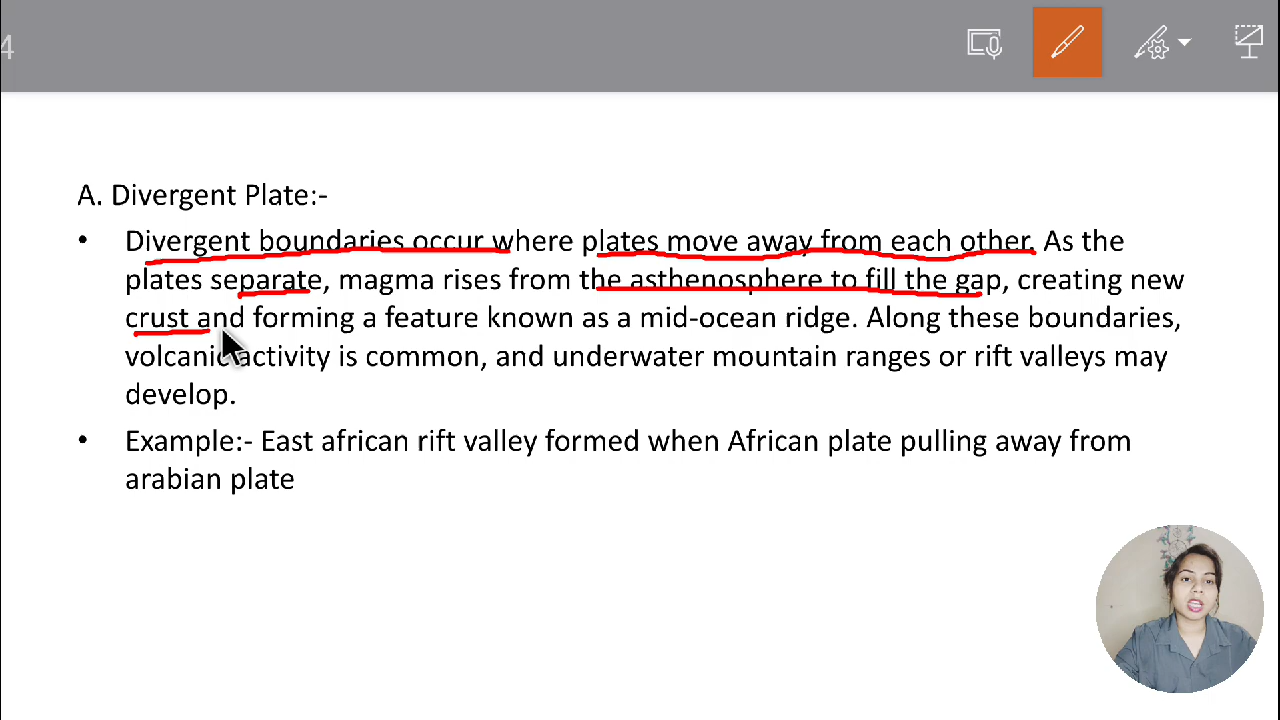 4
A. Divergent Plate:-
• Divergent boundaries occur where plates move away from each other. As the
plates separate, magma rises from the asthenosphere to fill the gap, creating new
crust and forming a feature known as a mid-ocean ridge. Along these boundaries,
volcanic activity is common, and underwater mountain ranges or rift valleys may
develop.
• Example:- East african rift valley formed when African plate pulling away from
arabian plate